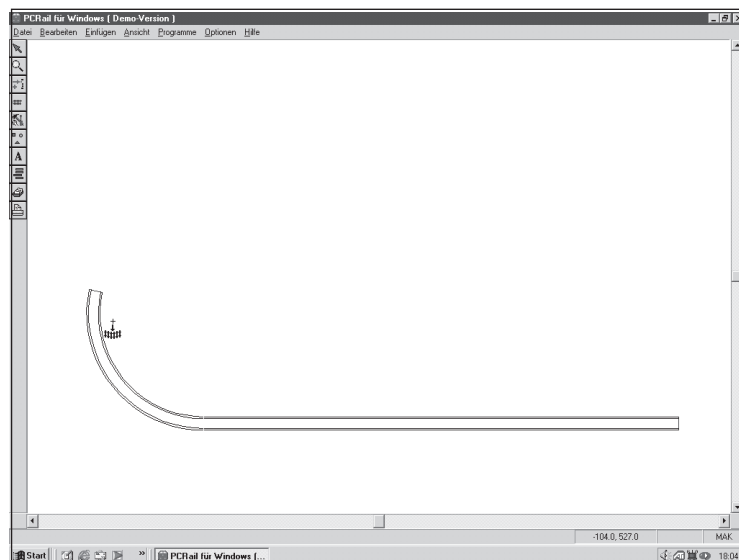 PCRail für Windows ( Demo-Version )
Datei Bearbeiten Einfügen Ansicht Programme Optionen Hilfe
A
-104.0, 527.0 MAK
Start » PCRail für Windows (... 18:04